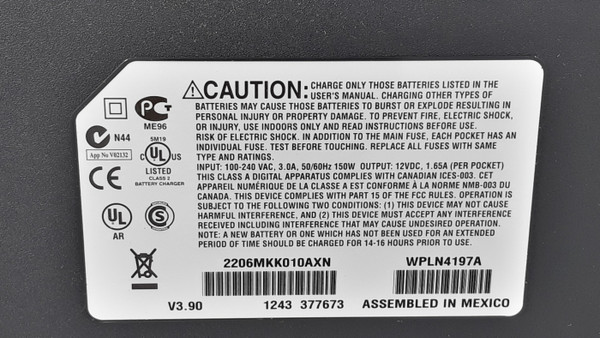 ⚠CAUTION: CHARGE ONLY THOSE BATTERIES LISTED IN THE
USER'S MANUAL. CHARGING OTHER TYPES OF
BATTERIES MAY CAUSE THOSE BATTERIES TO BURST OR EXPLODE RESULTING IN
PERSONAL INJURY OR PROPERTY DAMAGE. TO PREVENT FIRE, ELECTRIC SHOCK,
OR INJURY, USE INDOORS ONLY AND READ INSTRUCTIONS BEFORE USE.
RISK OF ELECTRIC SHOCK. IN ADDITION TO THE MAIN FUSE, EACH POCKET HAS AN
INDIVIDUAL FUSE. TEST BEFORE TOUCHING. REPLACE ALL FUSES WITH SAME
TYPE AND RATINGS.
INPUT: 100-240 VAC, 3.0A, 50/60HZ 150W OUTPUT: 12VDC, 1.65A (PER POCKET)
THIS CLASS A DIGITAL APPARATUS COMPLIES WITH CANADIAN ICES-003. CET
APPAREIL NUMÉRIQUE DE LA CLASSE A EST CONFORME À LA NORME NMB-003 DU
CANADA. THIS DEVICE COMPLIES WITH PART 15 OF THE FCC RULES. OPERATION IS
SUBJECT TO THE FOLLOWING TWO CONDITIONS: (1) THIS DEVICE MAY NOT CAUSE
HARMFUL INTERFERENCE, AND (2) THIS DEVICE MUST ACCEPT ANY INTERFERENCE
RECEIVED INCLUDING INTERFERENCE THAT MAY CAUSE UNDESIRED OPERATION.
NOTE: A NEW BATTERY OR ONE WHICH HAS NOT BEEN USED FOR AN EXTENDED
PERIOD OF TIME SHOULD BE CHARGED FOR 14-16 HOURS PRIOR TO USE.
ME96
N44
App No V02132
5M19
C UL US
LISTED
CLASS 2
BATTERY CHARGER
CE
UL
AR
S
2206MKK010AXN WPLN4197A
V3.90 1243 377673 ASSEMBLED IN MEXICO